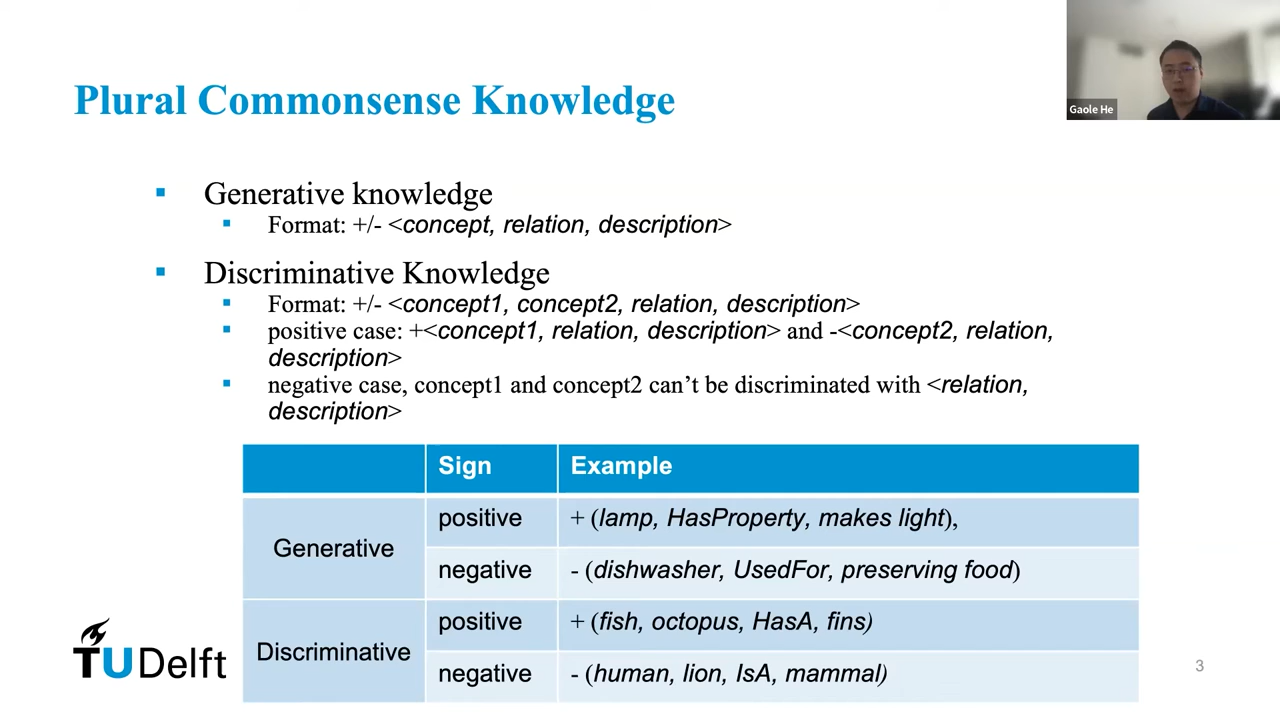 Gaole He
Plural Commonsense Knowledge
Generative knowledge
Format: +/- <concept, relation, description>
Discriminative Knowledge
Format: +/- <concept1, concept2, relation, description>
positive case: +<concept1, relation, description> and -<concept2, relation,
description>
negative case, concept1 and concept2 can’t be discriminated with <relation,
description>
Sign Example
Generative
positive + (lamp, HasProperty, makes light),
negative - (dishwasher, UsedFor, preserving food)
Discriminative
positive + (fish, octopus, HasA, fins)
negative - (human, lion, IsA, mammal)
TU Delft
3